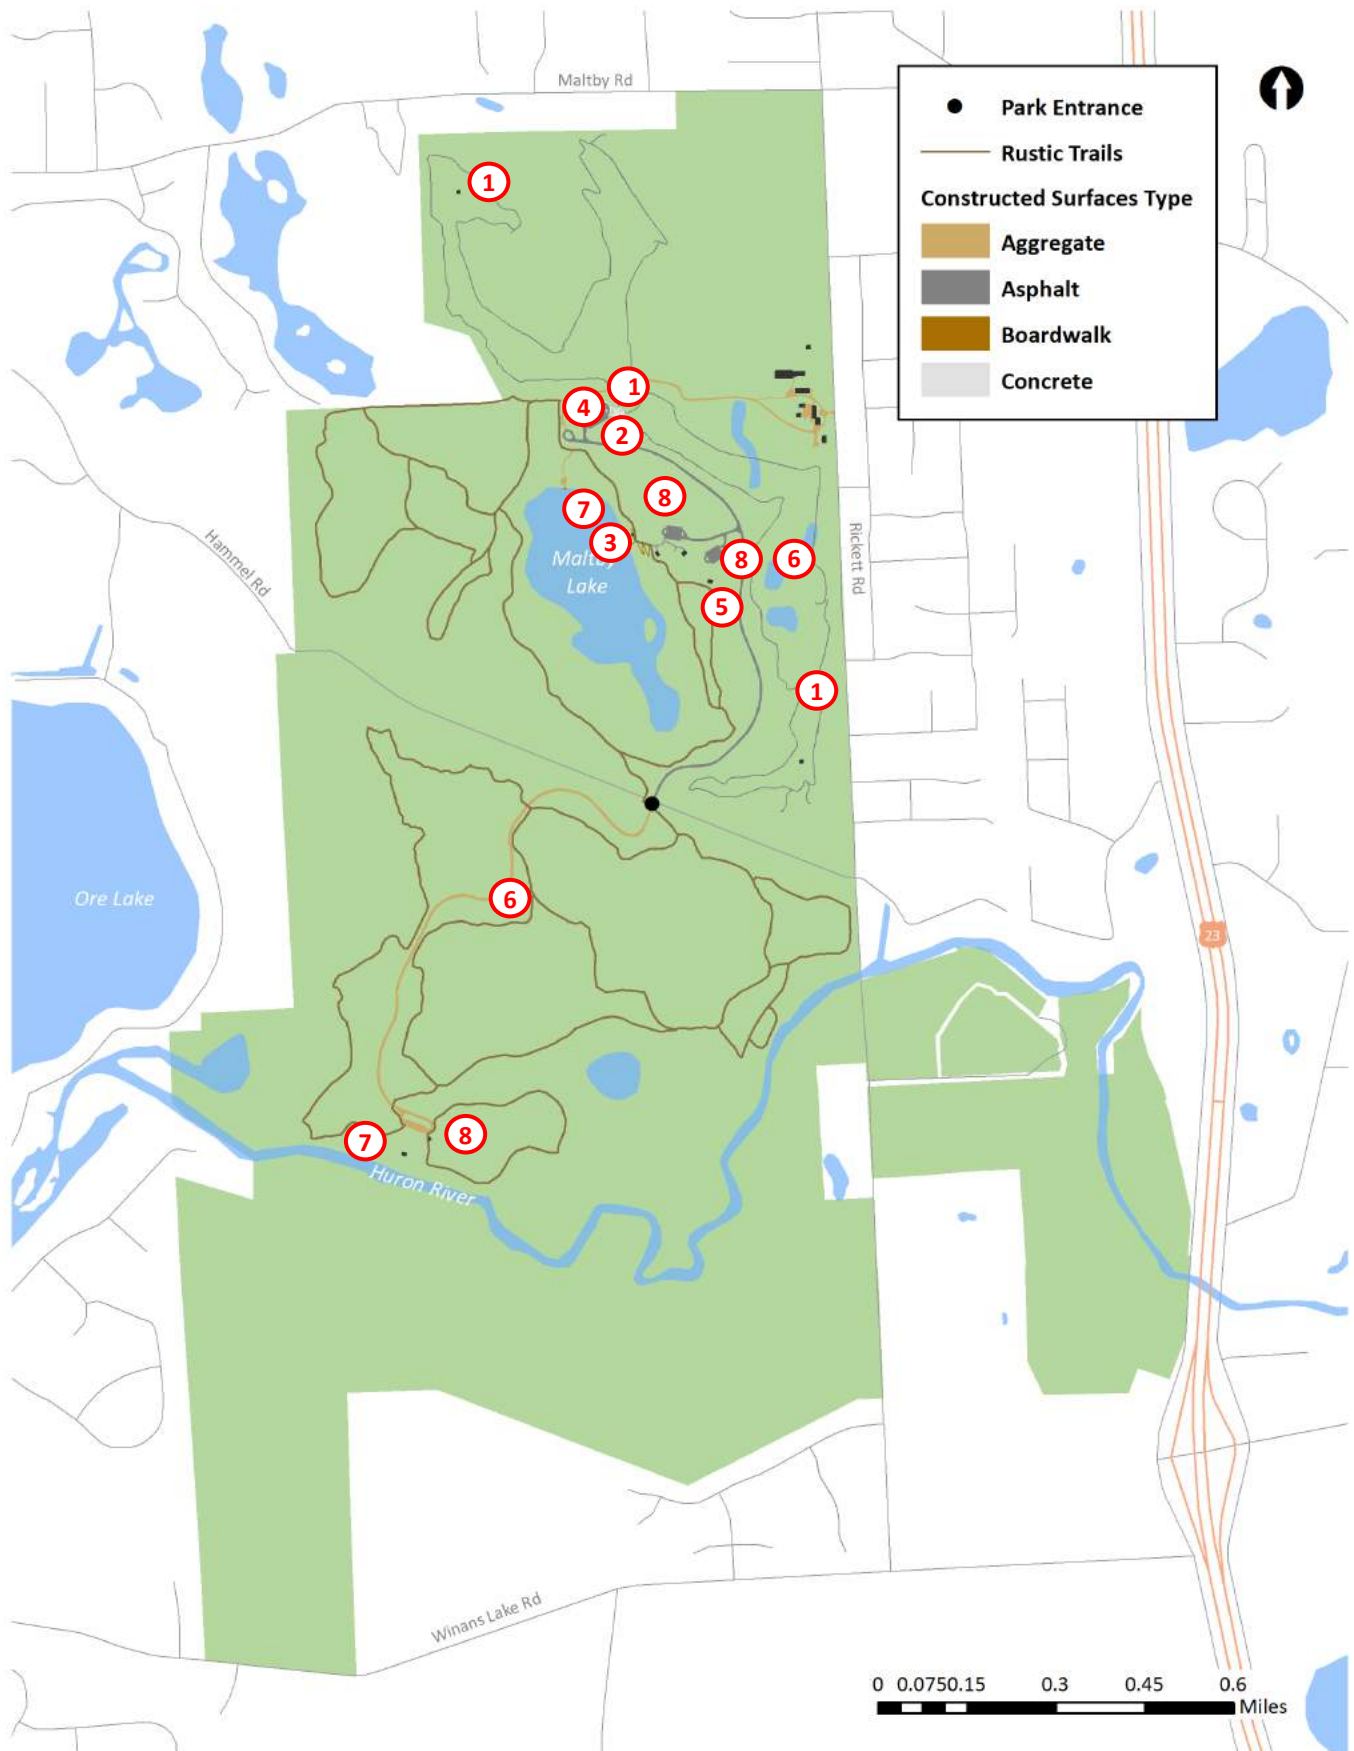 Maltby Rd
Park Entrance
Rustic Trails
Constructed Surfaces Type
Aggregate
Asphalt
Boardwalk
Concrete
1
1
4
2
8
7
3
Maltby
Lake
8
6
5
Rickett Rd
Hammel Rd
1
6
Ore Lake
23
7
8
Huron River
Winans Lake Rd
0 0.0750.15 0.3 0.45 0.6
Miles